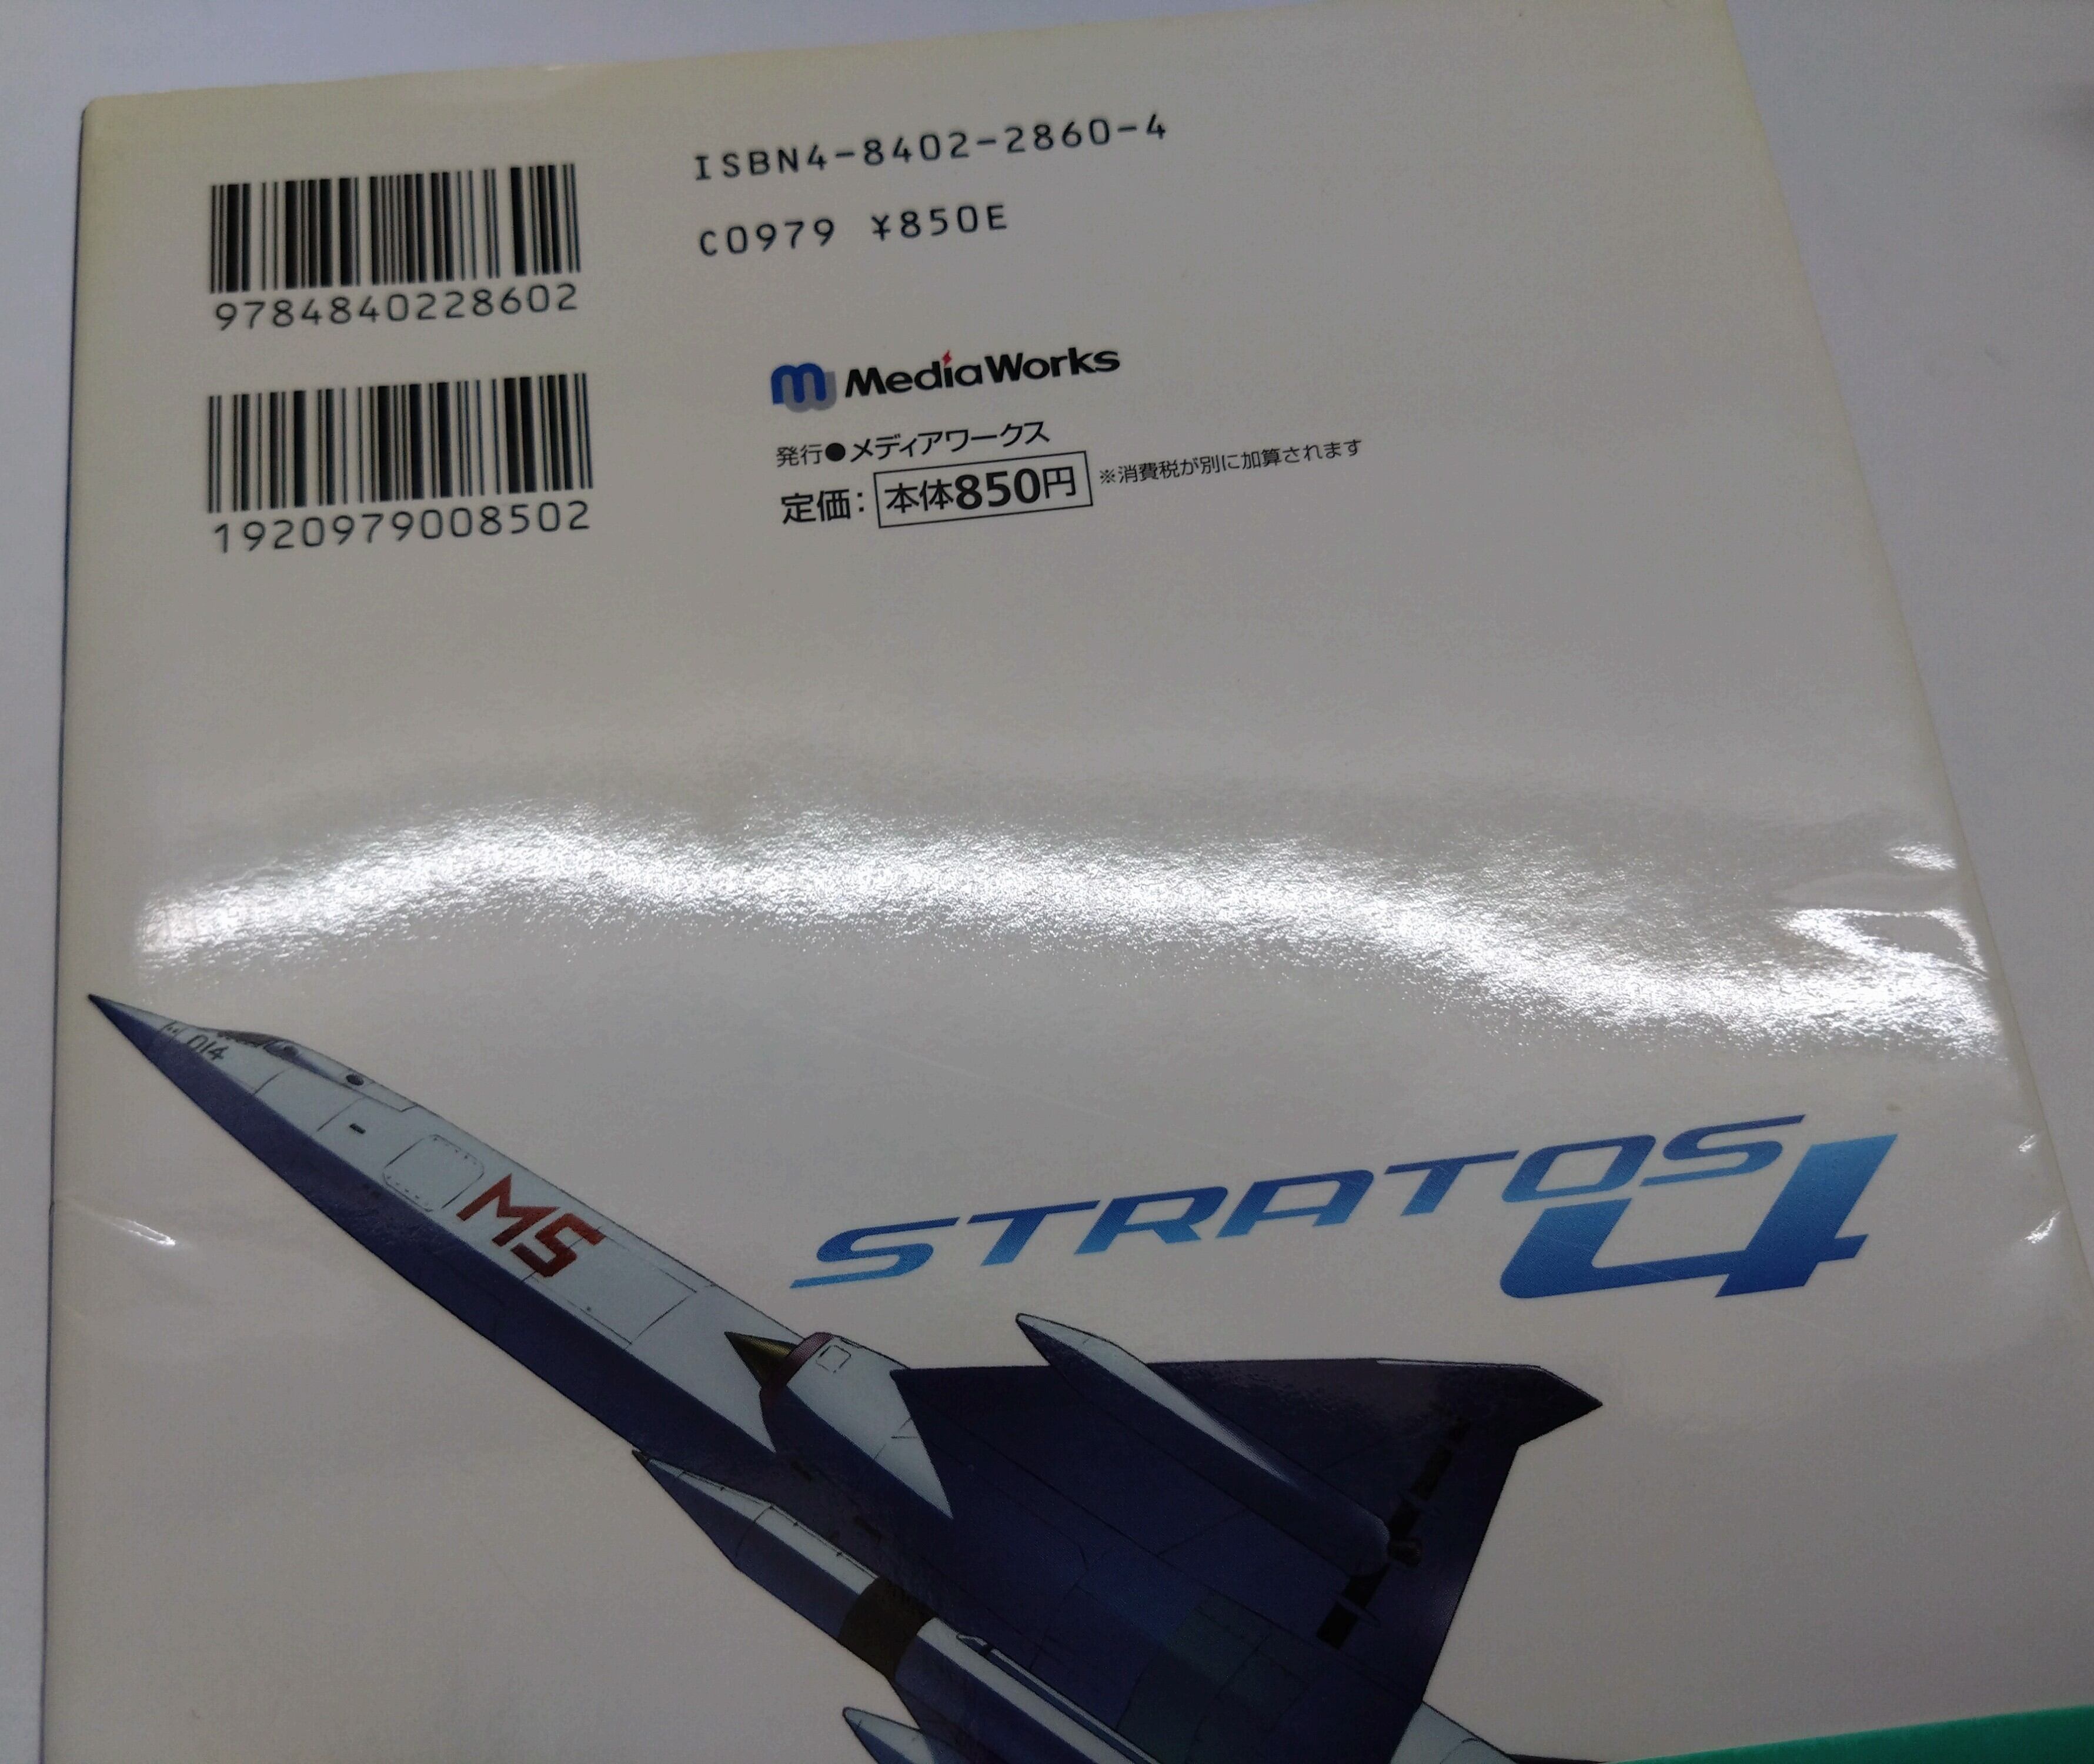 ISBN4-8402-2860-4
C0979 ¥850E
9784840228602
1920979008502
m MediaWorks
発行●メディアワークス
定価：本体850円 ※消費税が別に加算されます
014
MS
STRATOS
4